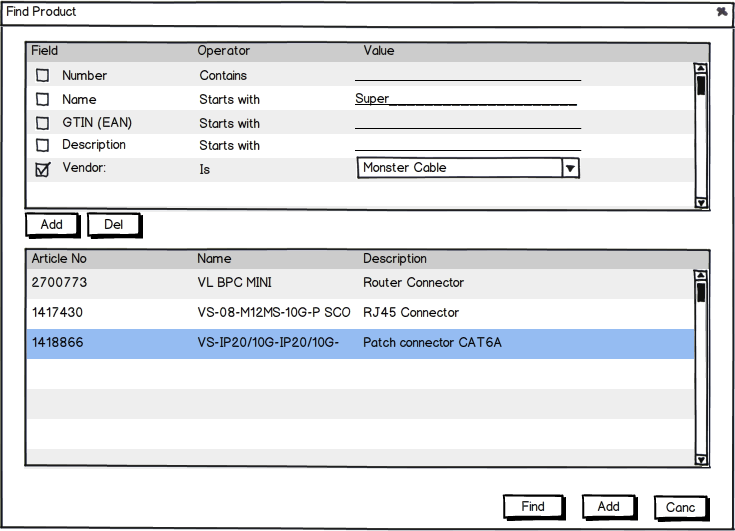 Find Product
Field Operator Value
Number Contains
Name Starts with Super
GTIN (EAN) Starts with
Description Starts with
Vendor: Is Monster Cable
Add Del
Article No Name Description
2700773 VL BPC MINI Router Connector
1417430 VS-08-M12MS-10G-P SCO RJ45 Connector
1418866 VS-IP20/10G-IP20/10G- Patch connector CAT6A
Find Add Canc